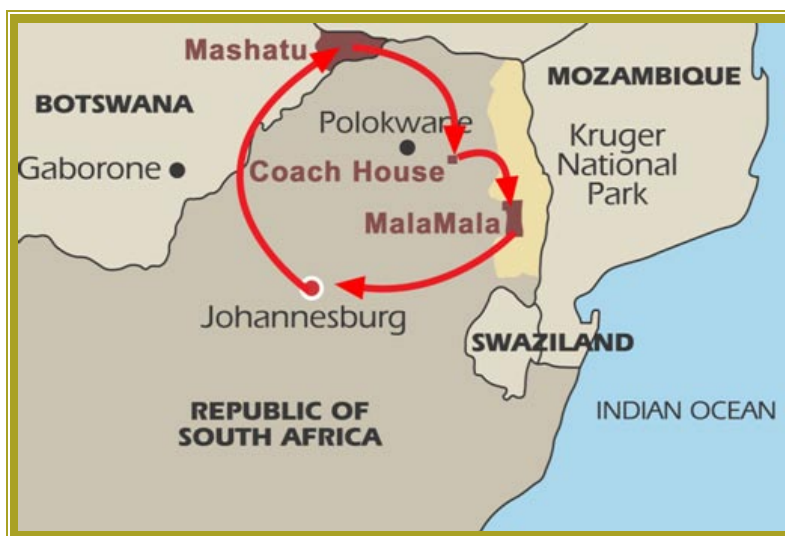 Mashatu
MOZAMBIQUE
BOTSWANA
Polokwane
Kruger
National
Park
Gaborone
Coach House
MalaMala
Johannesburg
SWAZILAND
REPUBLIC OF
SOUTH AFRICA
INDIAN OCEAN